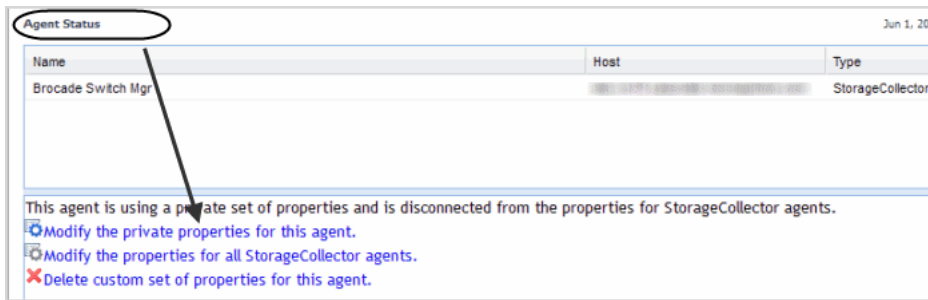 Agent Status Jun 1, 20
Name Host Type
Brocade Switch Mgr StorageCollector
This agent is using a private set of properties and is disconnected from the properties for StorageCollector agents.
Modify the private properties for this agent.
Modify the properties for all StorageCollector agents.
Delete custom set of properties for this agent.